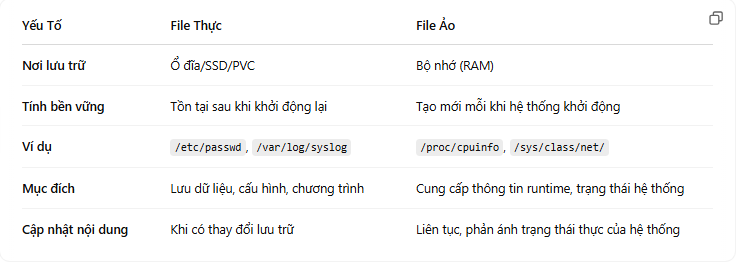 Yếu Tố File Thực File Ảo
Nơi lưu trữ Ổ đĩa/SSD/PVC Bộ nhớ (RAM)
Tính bền vững Tồn tại sau khi khởi động lại Tạo mới mỗi khi hệ thống khởi động
Ví dụ /etc/passwd, /var/log/syslog /proc/cpuinfo, /sys/class/net/
Mục đích Lưu dữ liệu, cấu hình, chương trình Cung cấp thông tin runtime, trạng thái hệ thống
Cập nhật nội dung Khi có thay đổi lưu trữ Liên tục, phản ánh trạng thái thực của hệ thống